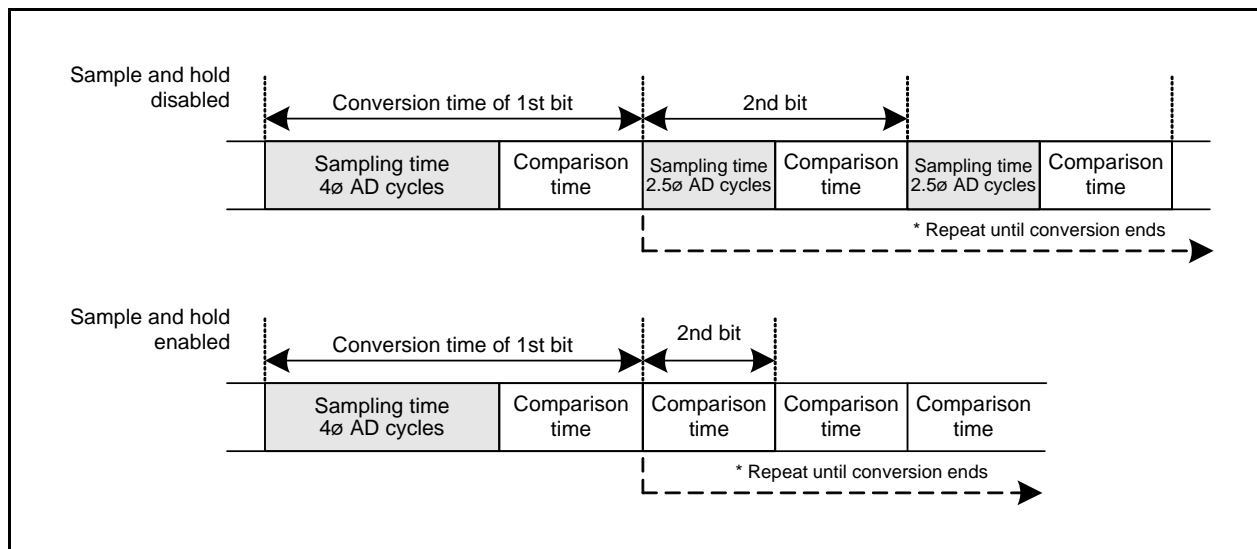 Sample and hold
disabled
Conversion time of 1st bit
2nd bit
Sampling time
4ø AD cycles
Comparison
time
Sampling time
2.5ø AD cycles
Comparison
time
Sampling time
2.5ø AD cycles
Comparison
time
* Repeat until conversion ends
Sample and hold
enabled
Conversion time of 1st bit
2nd bit
Sampling time
4ø AD cycles
Comparison
time
Comparison
time
Comparison
time
Comparison
time
* Repeat until conversion ends